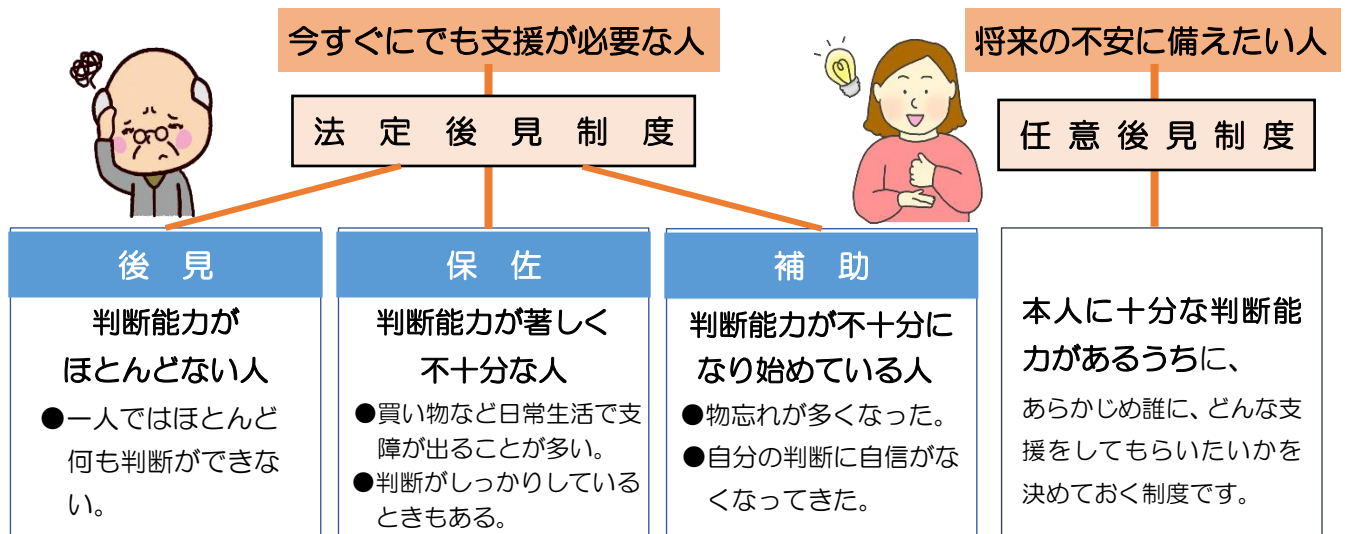 今すぐにでも支援が必要な人
法定後見制度
後見
判断能力が
ほとんどない人
●一人ではほとんど
何も判断ができな
い。
保佐
判断能力が著しく
不十分な人
●買い物など日常生活で支
障が出ることが多い。
●判断がしっかりしている
ときもある。
補助
判断能力が不十分に
なり始めている人
●物忘れが多くなった。
●自分の判断に自信がな
くなってきた。
将来の不安に備えたい人
任意後見制度
本人に十分な判断能
力があるうちに、
あらかじめ誰に、どんな支
援をしてもらいたいかを
決めておく制度です。